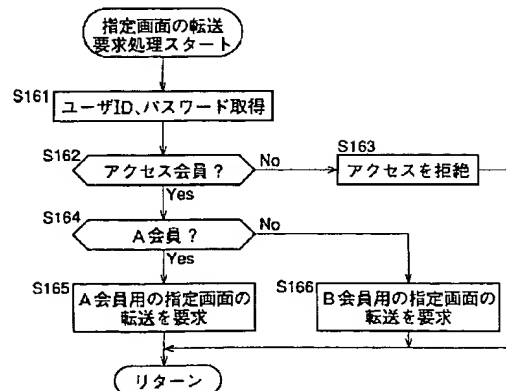 指定画面の転送
要求処理スタート
S161
ユーザID、パスワード取得
S162
アクセス会員？
No
S163
アクセスを拒絶
Yes
S164
A会員？
No
Yes
S165
A会員用の指定画面の
転送を要求
S166
B会員用の指定画面の
転送を要求
リターン